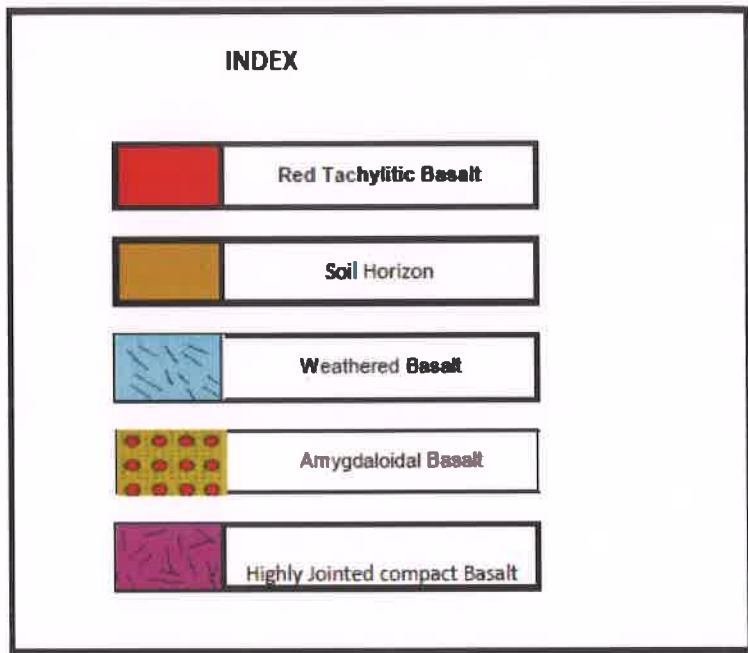 INDEX
Red Tachylitic Basalt
Soil Horizon
Weathered Basalt
Amygdaloidal Basalt
Highly Jointed compact Basalt